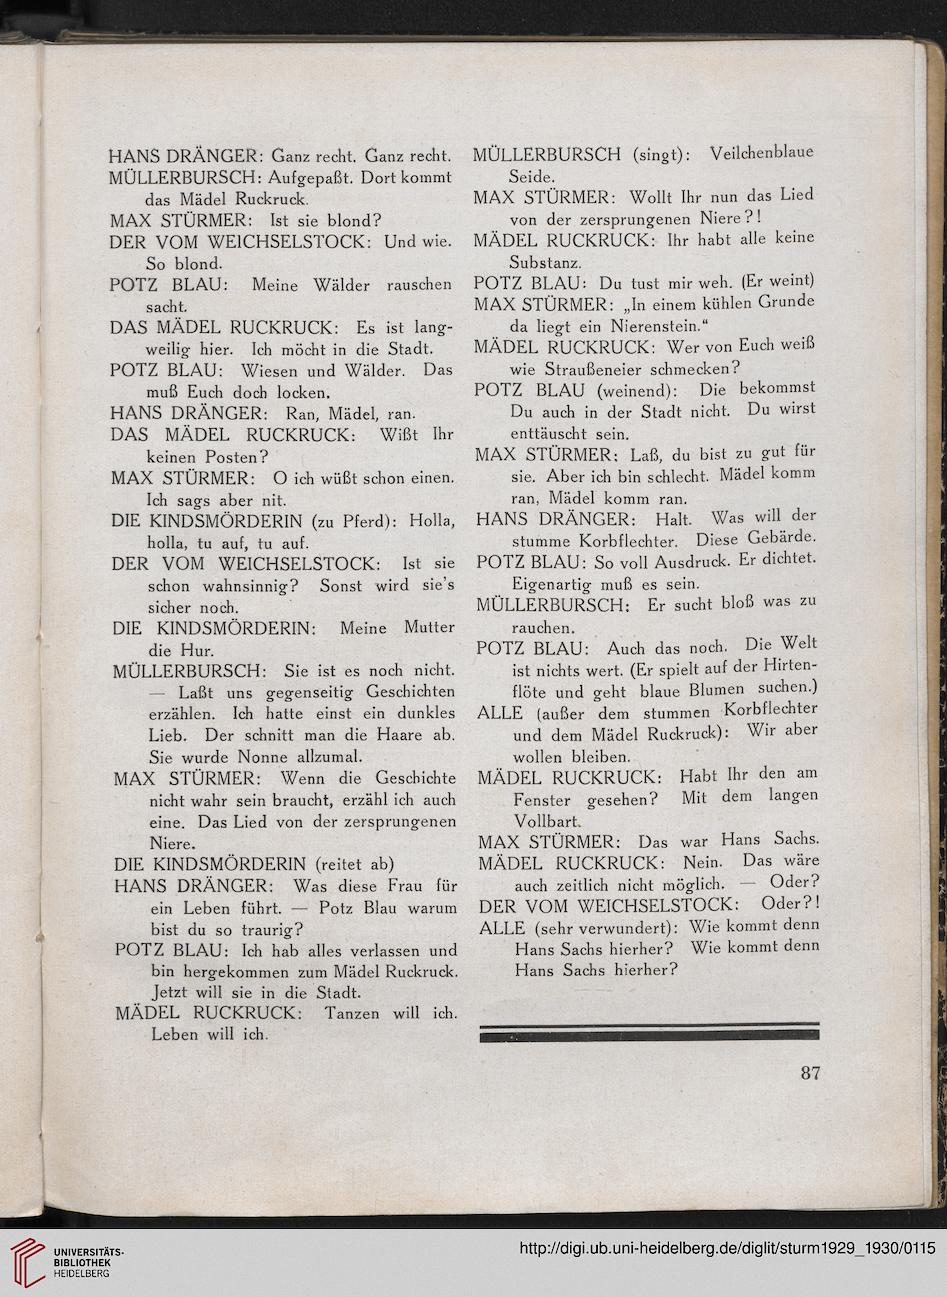 HANS DRÄNGER: Ganz recht. Ganz recht.
MÜLLERBURSCH: Aufgepaßt. Dort kommt
das Mädel Ruckruck.
MAX STÜRMER: Ist sie blond?
DER VOM WEICHSELSTOCK: Und wie.
So blond.
POTZ BLAU: Meine Wälder rauschen
sacht.
DAS MÄDEL RUCKRUCK: Es ist lang-
weilig hier. Ich möcht in die Stadt.
POTZ BLAU: Wiesen und Wälder. Das
muß Euch doch locken.
HANS DRÄNGER: Ran, Mädel, ran.
DAS MÄDEL RUCKRUCK: Wißt Ihr
keinen Posten?
MAX STÜRMER: O ich wüßt schon einen.
Ich sags aber nit.
DIE KINDSMÖRDERIN (zu Pferd): Holla,
holla, tu auf, tu auf.
DER VOM WEICHSELSTOCK: Ist sie
schon wahnsinnig? Sonst wird sie's
sicher noch.
DIE KINDSMÖRDERIN: Meine Mutter
die Hur.
MÜLLERBURSCH: Sie ist es noch nicht.
— Laßt uns gegenseitig Geschichten
erzählen. Ich hatte einst ein dunkles
Lieb. Der schnitt man die Haare ab.
Sie wurde Nonne allzumal.
MAX STÜRMER: Wenn die Geschichte
nicht wahr sein braucht, erzähl ich auch
eine. Das Lied von der zersprungenen
Niere.
DIE KINDSMÖRDERIN (reitet ab)
HANS DRÄNGER: Was diese Frau für
ein Leben führt. — Potz Blau warum
bist du so traurig?
POTZ BLAU: Ich hab alles verlassen und
bin hergekommen zum Mädel Ruckruck.
Jetzt will sie in die Stadt.
MÄDEL RUCKRUCK: Tanzen will ich.
Leben will ich.
MÜLLERBURSCH (singt): Veilchenblaue
Seide.
MAX STÜRMER: Wollt Ihr nun das Lied
von der zersprungenen Niere?!
MÄDEL RUCKRUCK: Ihr habt alle keine
Substanz.
POTZ BLAU: Du tust mir weh. (Er weint)
MAX STÜRMER: „In einem kühlen Grunde
da liegt ein Nierenstein.“
MÄDEL RUCKRUCK: Wer von Euch weiß
wie Straußeneier schmecken?
POTZ BLAU (weinend): Die bekommst
Du auch in der Stadt nicht. Du wirst
enttäuscht sein.
MAX STÜRMER: Laß, du bist zu gut für
sie. Aber ich bin schlecht. Mädel komm
ran, Mädel komm ran.
HANS DRÄNGER: Halt. Was will der
stumme Korbflechter. Diese Gebärde.
POTZ BLAU: So voll Ausdruck. Er dichtet.
Eigenartig muß es sein.
MÜLLERBURSCH: Er sucht bloß was zu
rauchen.
POTZ BLAU: Auch das noch. Die Welt
ist nichts wert. (Er spielt auf der Hirten-
flöte und geht blaue Blumen suchen.)
ALLE (außer dem stummen Korbflechter
und dem Mädel Ruckruck): Wir aber
wollen bleiben.
MÄDEL RUCKRUCK: Habt Ihr den am
Fenster gesehen? Mit dem langen
Vollbart.
MAX STÜRMER: Das war Hans Sachs.
MÄDEL RUCKRUCK: Nein. Das wäre
auch zeitlich nicht möglich. — Oder?
DER VOM WEICHSELSTOCK: Oder?!
ALLE (sehr verwundert): Wie kommt denn
Hans Sachs hierher? Wie kommt denn
Hans Sachs hierher?
87
UNIVERSITÄTS-
BIBLIOTHEK
HEIDELBERG
http://digi.ub.uni-heidelberg.de/diglit/sturm1929_1930/0115